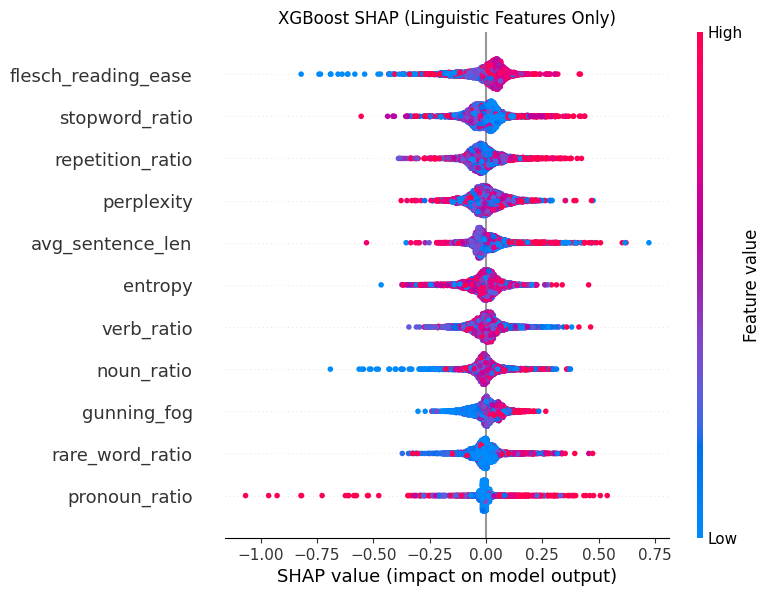 XGBoost SHAP (Linguistic Features Only)
High
flesch_reading_ease
stopword_ratio
repetition_ratio
perplexity
avg_sentence_len
entropy
verb_ratio
noun_ratio
gunning_fog
rare_word_ratio
pronoun_ratio
Feature value
Low
−1.00 −0.75 −0.50 −0.25 0.00 0.25 0.50 0.75
SHAP value (impact on model output)